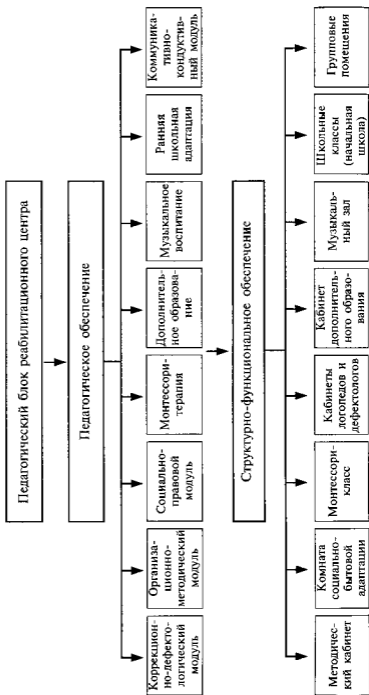 Педагогический блок реабилитационного центра
Педагогическое обеспечение
Коррекцион-
но-дефекто-
логический
модуль
Организа-
ционно-
методический
модуль
Социально-
правовой
модуль
Монтессори-
терапия
Дополнитель-
ное образова-
ние
Музыкальное
воспитание
Ранняя
школьная
адаптация
Коммуника-
тивно-
кондуктив-
ный модуль
Структурно-функциональное обеспечение
Методичес-
кий кабинет
Комната
социально-
бытовой
адаптации
Монтессори-
класс
Кабинеты
логопедов и
дефектологов
Кабинет
дополнитель-
ного образо-
вания
Музыкаль-
ный зал
Школьные
классы
(начальная
школа)
Групповые
помещения